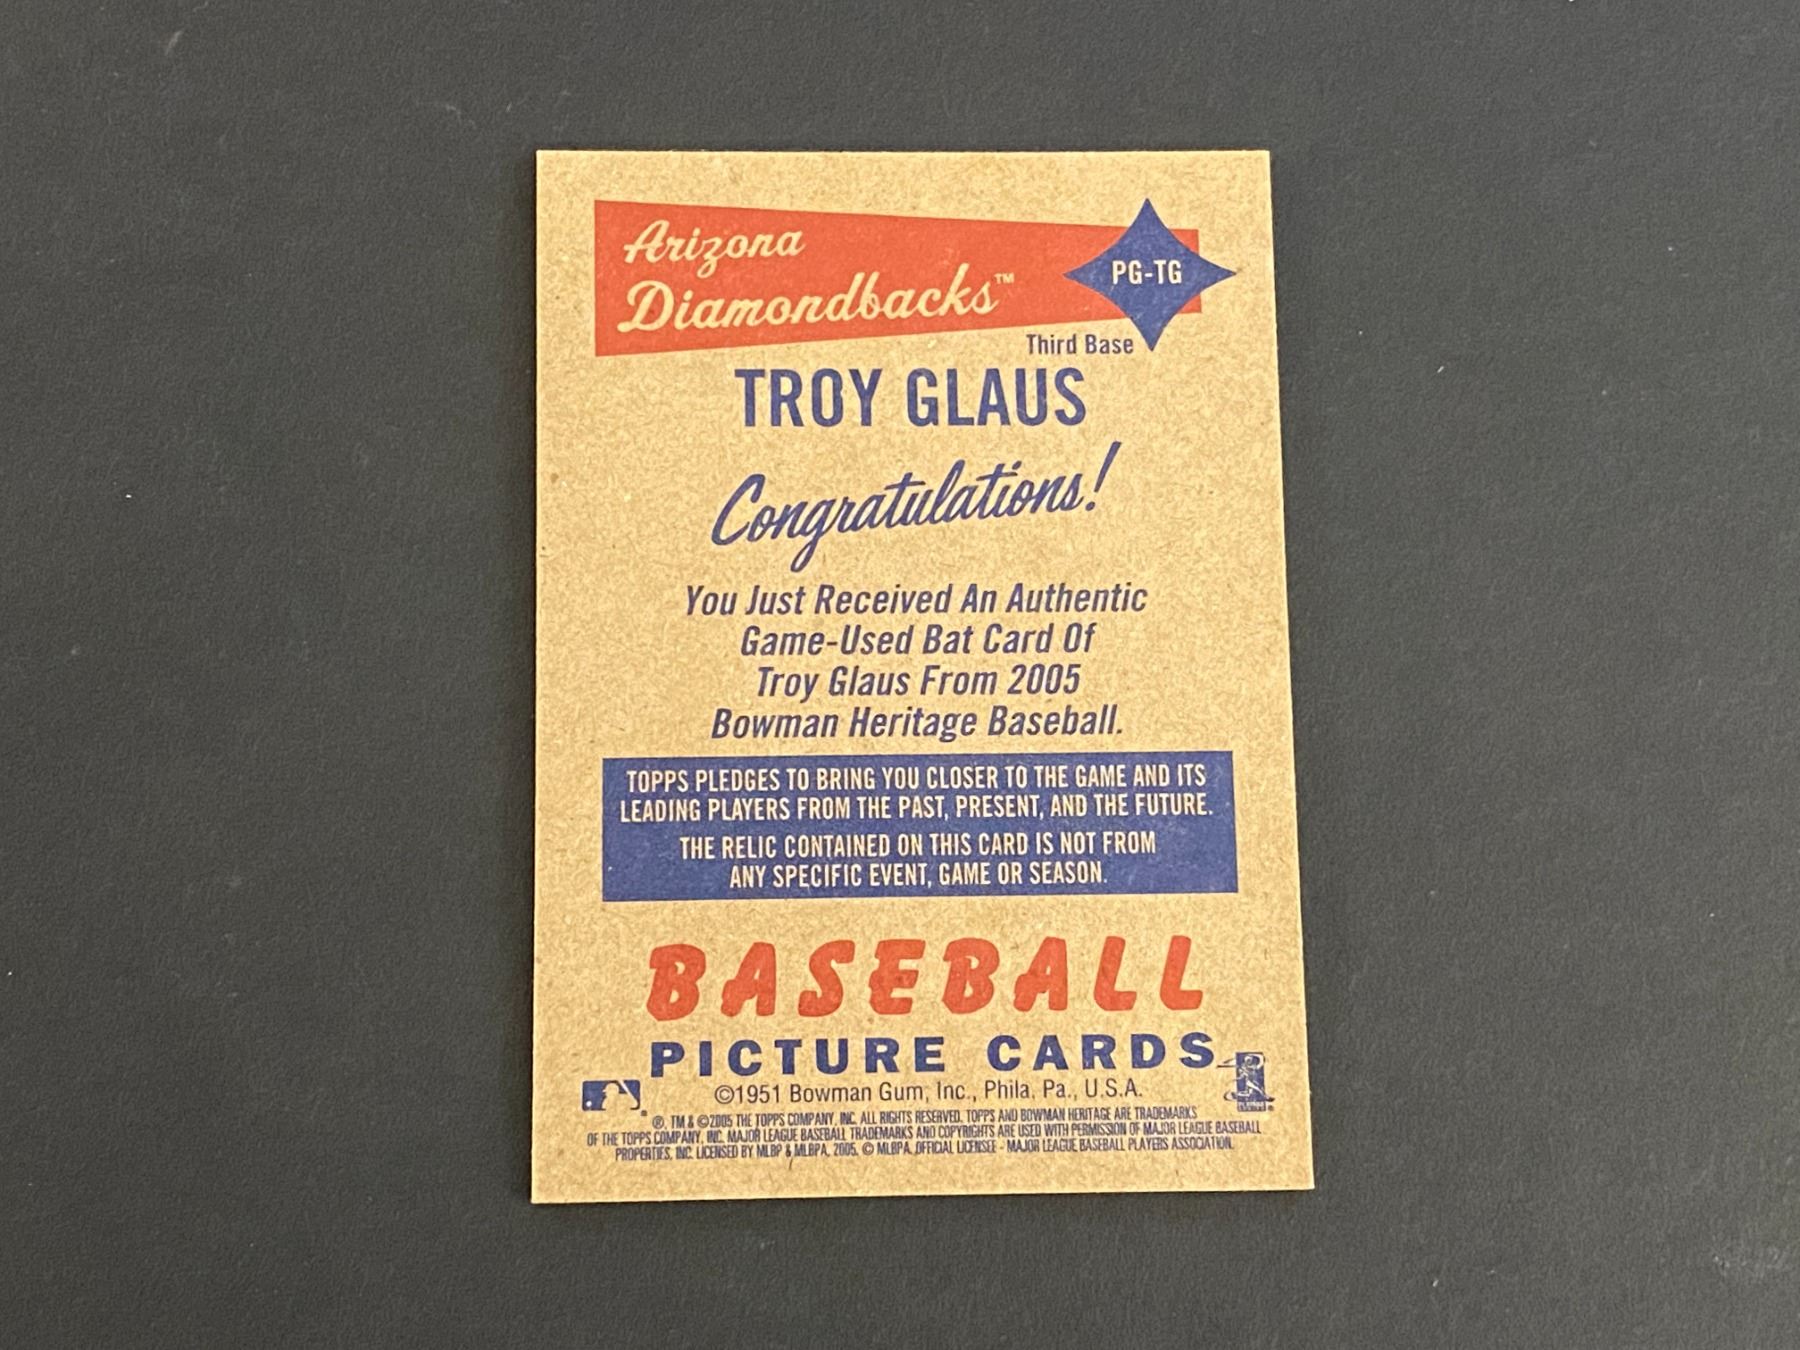 Arizona
Diamondbacks™
PG-TG
Third Base
TROY GLAUS
Congratulations!
You Just Received An Authentic
Game-Used Bat Card Of
Troy Glaus From 2005
Bowman Heritage Baseball.
TOPPS PLEDGES TO BRING YOU CLOSER TO THE GAME AND ITS
LEADING PLAYERS FROM THE PAST, PRESENT, AND THE FUTURE.
THE RELIC CONTAINED ON THIS CARD IS NOT FROM
ANY SPECIFIC EVENT, GAME OR SEASON.
BASEBALL
PICTURE CARDS
©1951 Bowman Gum, Inc., Phila, Pa., U.S.A.
®, TM & ©2005 THE TOPPS COMPANY, INC. ALL RIGHTS RESERVED. TOPPS AND BOWMAN HERITAGE ARE TRADEMARKS
OF THE TOPPS COMPANY, INC. MAJOR LEAGUE BASEBALL TRADEMARKS AND COPYRIGHTS ARE USED WITH PERMISSION OF MAJOR LEAGUE BASEBALL
PROPERTIES, INC. LICENSED BY MLBP & MLBPA, 2005. © MLBPA. OFFICIAL LICENSEE - MAJOR LEAGUE BASEBALL PLAYERS ASSOCIATION.